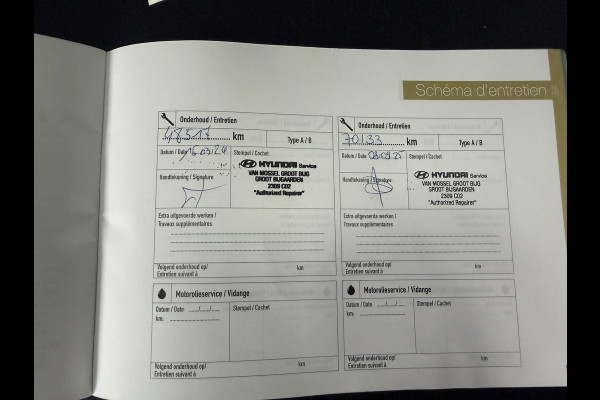 Schéma d'entretien
Onderhoud / Entretien
48517 km
Type A / B
Datum / Date 15.03.24
Stempel / Cachet
HYUNDAI Service
VAN MOSSEL GROOT BIJG
GROOT BIJGAARDEN
2309 C02
"Authorized Repairer"
Handtekening / Signature
Extra uitgevoerde werken /
Travaux supplémentaires
Volgend onderhoud op/ km
Entretien suivant à
Onderhoud / Entretien
70133 km
Type A / B
Datum / Date
Stempel / Cachet
HYUNDAI Service
VAN MOSSEL GROOT BIJG
GROOT BIJGAARDEN
2309 C02
"Authorized Repairer"
Handtekening / Signature
Extra uitgevoerde werken /
Travaux supplémentaires
Volgend onderhoud op/ km
Entretien suivant à
Motorolieservice / Vidange
Datum / Date
Stempel / Cachet
km.
Volgend onderhoud op/ km
Entretien suivant à
Motorolieservice / Vidange
Datum / Date
Stempel / Cachet
km.
Volgend onderhoud op/ km
Entretien suivant à